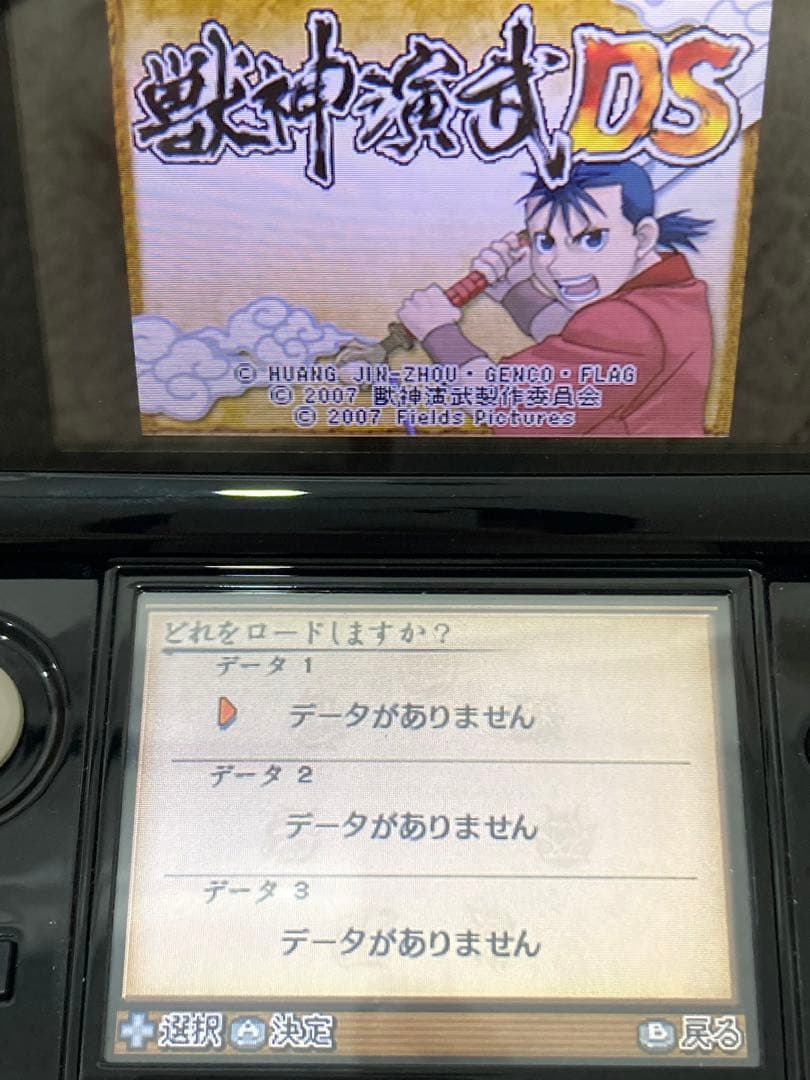 獣神演武DS
© HUANG JIN-ZHOU・GENCO・FLAG
© 2007 獣神演武製作委員会
© 2007 Fields Pictures
どれをロードしますか？
データ 1
データがありません
データ 2
データがありません
データ 3
データがありません
選択 A 決定 B 戻る